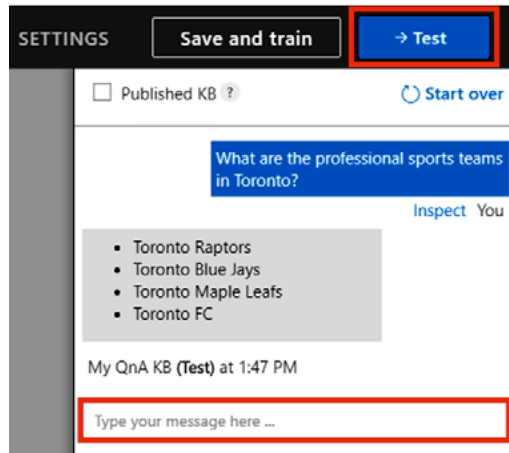 SETTINGS Save and train → Test
Published KB ? Start over
What are the professional sports teams
in Toronto?
Inspect You
• Toronto Raptors
• Toronto Blue Jays
• Toronto Maple Leafs
• Toronto FC
My QnA KB (Test) at 1:47 PM
Type your message here ...